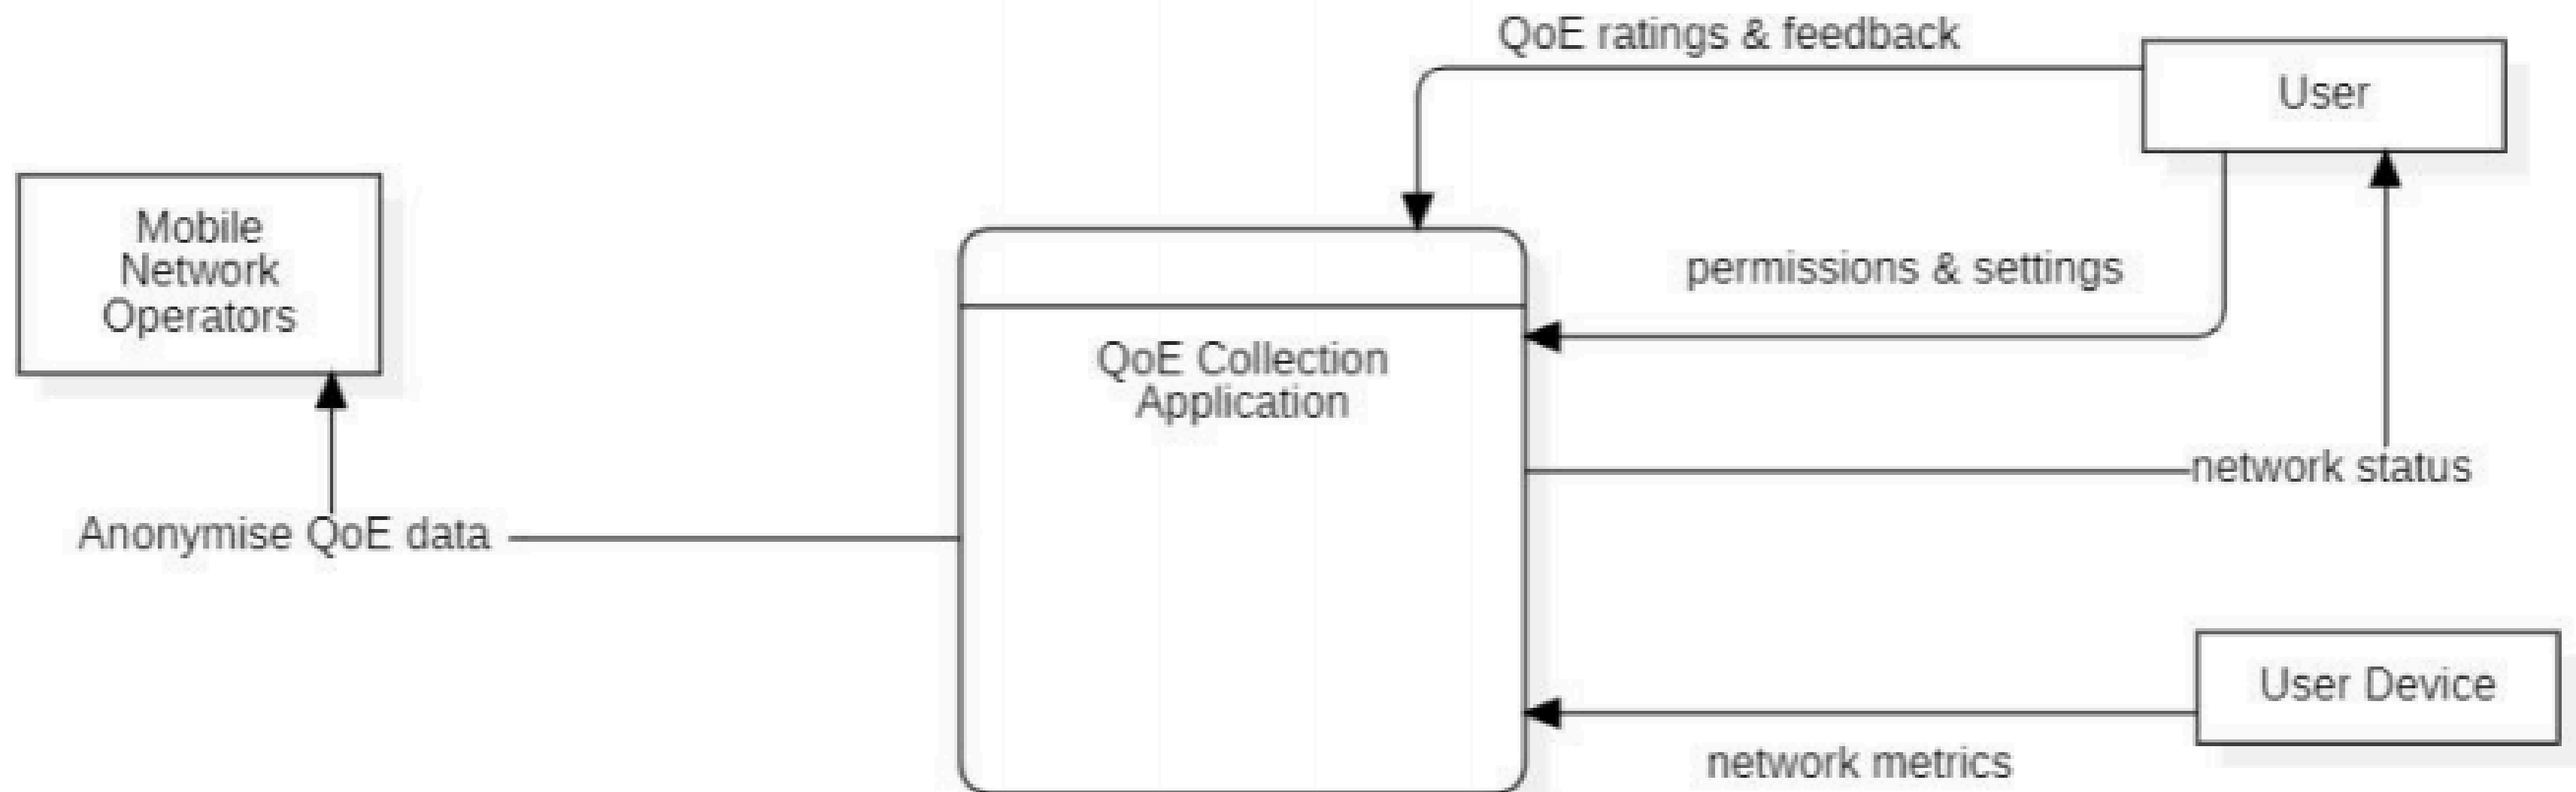 QoE ratings & feedback
User
Mobile
Network
Operators
permissions & settings
QoE Collection
Application
network status
Anonymise QoE data
User Device
network metrics